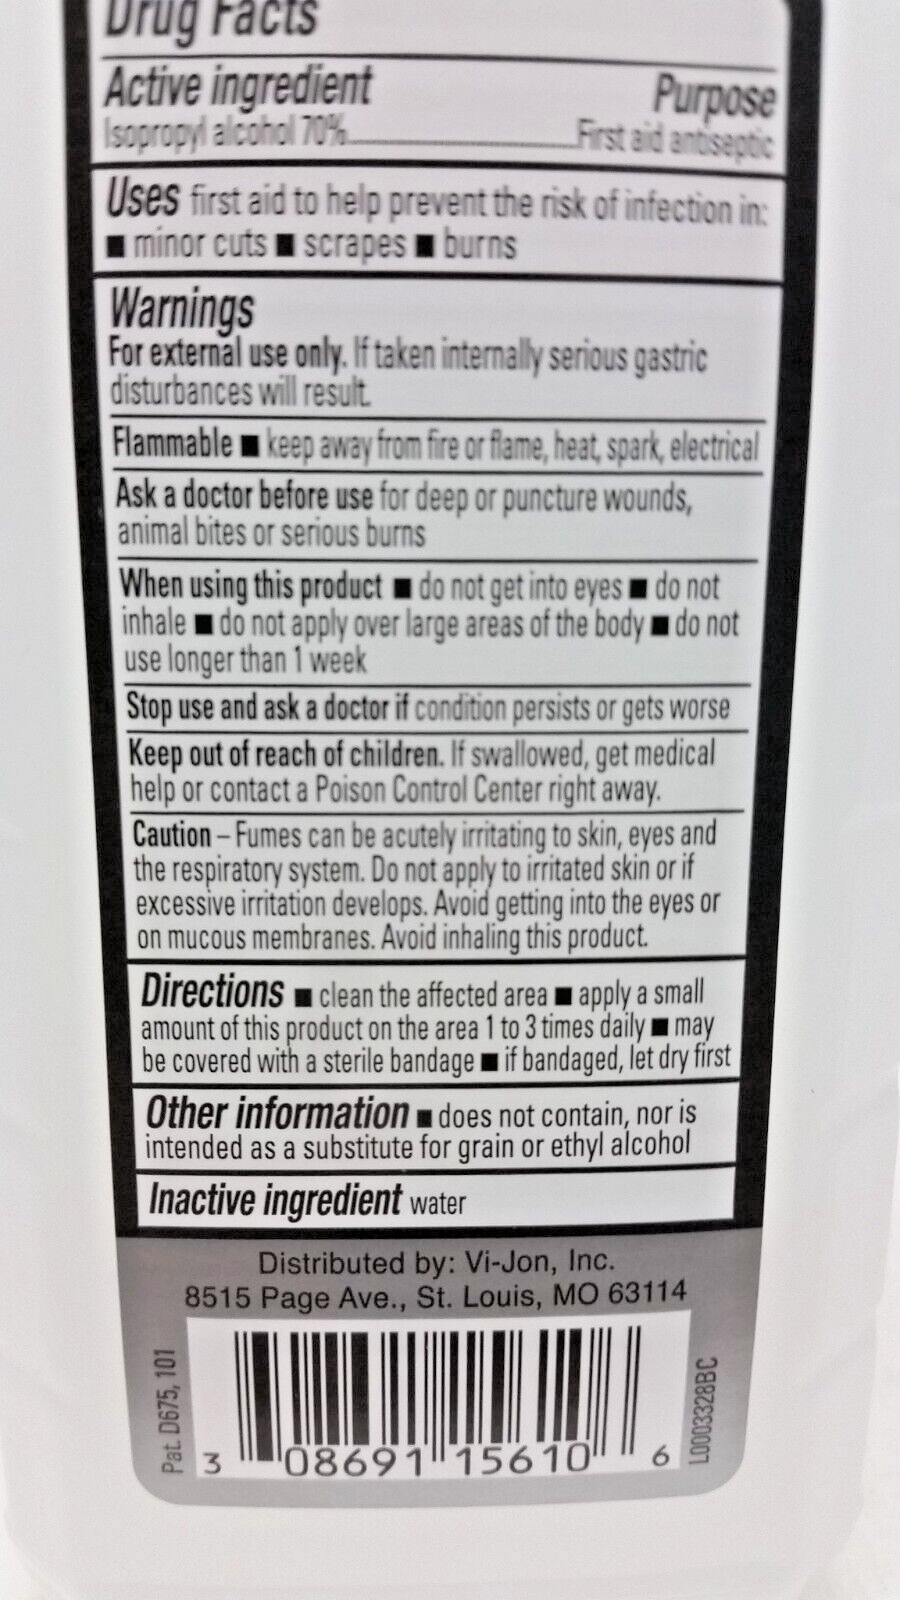 Drug Facts
Active ingredient Purpose
Isopropyl alcohol 70%......................First aid antiseptic
Uses first aid to help prevent the risk of infection in:
■ minor cuts ■ scrapes ■ burns
Warnings
For external use only. If taken internally serious gastric
disturbances will result.
Flammable ■ keep away from fire or flame, heat, spark, electrical
Ask a doctor before use for deep or puncture wounds,
animal bites or serious burns
When using this product ■ do not get into eyes ■ do not
inhale ■ do not apply over large areas of the body ■ do not
use longer than 1 week
Stop use and ask a doctor if condition persists or gets worse
Keep out of reach of children. If swallowed, get medical
help or contact a Poison Control Center right away.
Caution – Fumes can be acutely irritating to skin, eyes and
the respiratory system. Do not apply to irritated skin or if
excessive irritation develops. Avoid getting into the eyes or
on mucous membranes. Avoid inhaling this product.
Directions ■ clean the affected area ■ apply a small
amount of this product on the area 1 to 3 times daily ■ may
be covered with a sterile bandage ■ if bandaged, let dry first
Other information ■ does not contain, nor is
intended as a substitute for grain or ethyl alcohol
Inactive ingredient water
Distributed by: Vi-Jon, Inc.
8515 Page Ave., St. Louis, MO 63114
Pat. D675, 101
3 08691 15610 6
L0003328BC